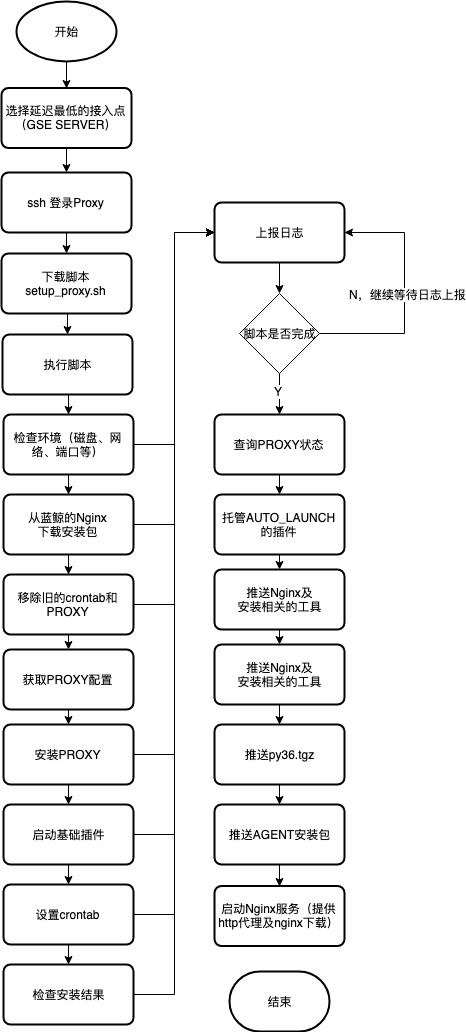 开始
选择延迟最低的接入点
（GSE SERVER）
ssh 登录Proxy
下载脚本
setup_proxy.sh
执行脚本
检查环境（磁盘、网
络、端口等）
从蓝鲸的Nginx
下载安装包
移除旧的crontab和
PROXY
获取PROXY配置
安装PROXY
启动基础插件
设置crontab
检查安装结果
上报日志
N，继续等待日志上报
脚本是否完成
Y
查询PROXY状态
托管AUTO_LAUNCH
的插件
推送Nginx及
安装相关的工具
推送Nginx及
安装相关的工具
推送py36.tgz
推送AGENT安装包
启动Nginx服务（提供
http代理及nginx下载）
结束